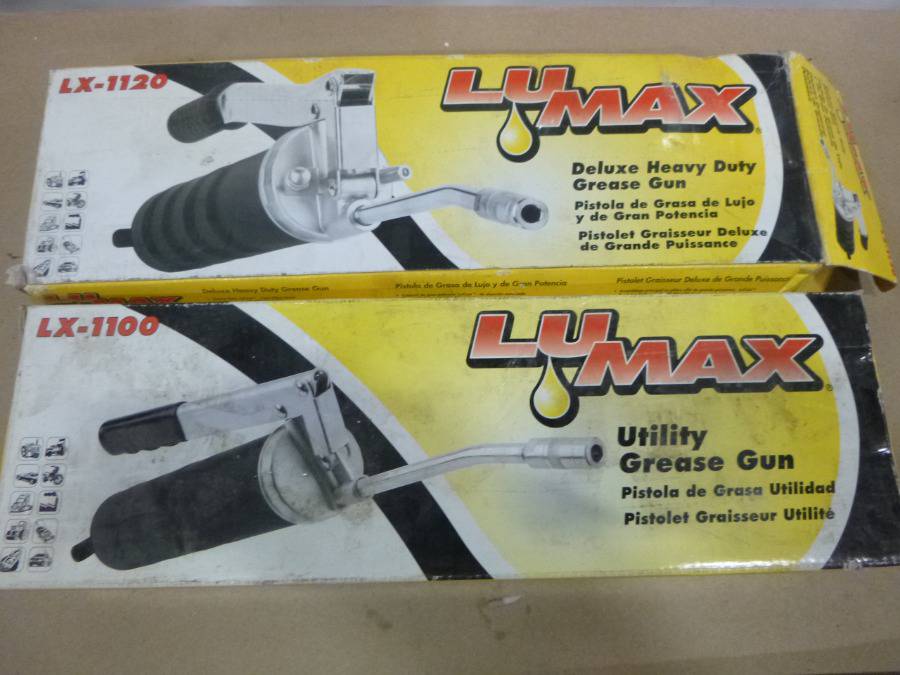 LX-1120
LUMAX®
Deluxe Heavy Duty
Grease Gun
Pistola de Grasa de Lujo
y de Gran Potencia
Pistolet Graisseur Deluxe
de Grande Puissance
LUMAX
Deluxe Heavy Duty Grease Gun
Pistola de Grasa de Lujo y de Gran Potencia
Pistolet Graisseur Deluxe de Grande Puissance
LX-1100
LUMAX®
Utility
Grease Gun
Pistola de Grasa Utilidad
Pistolet Graisseur Utilité